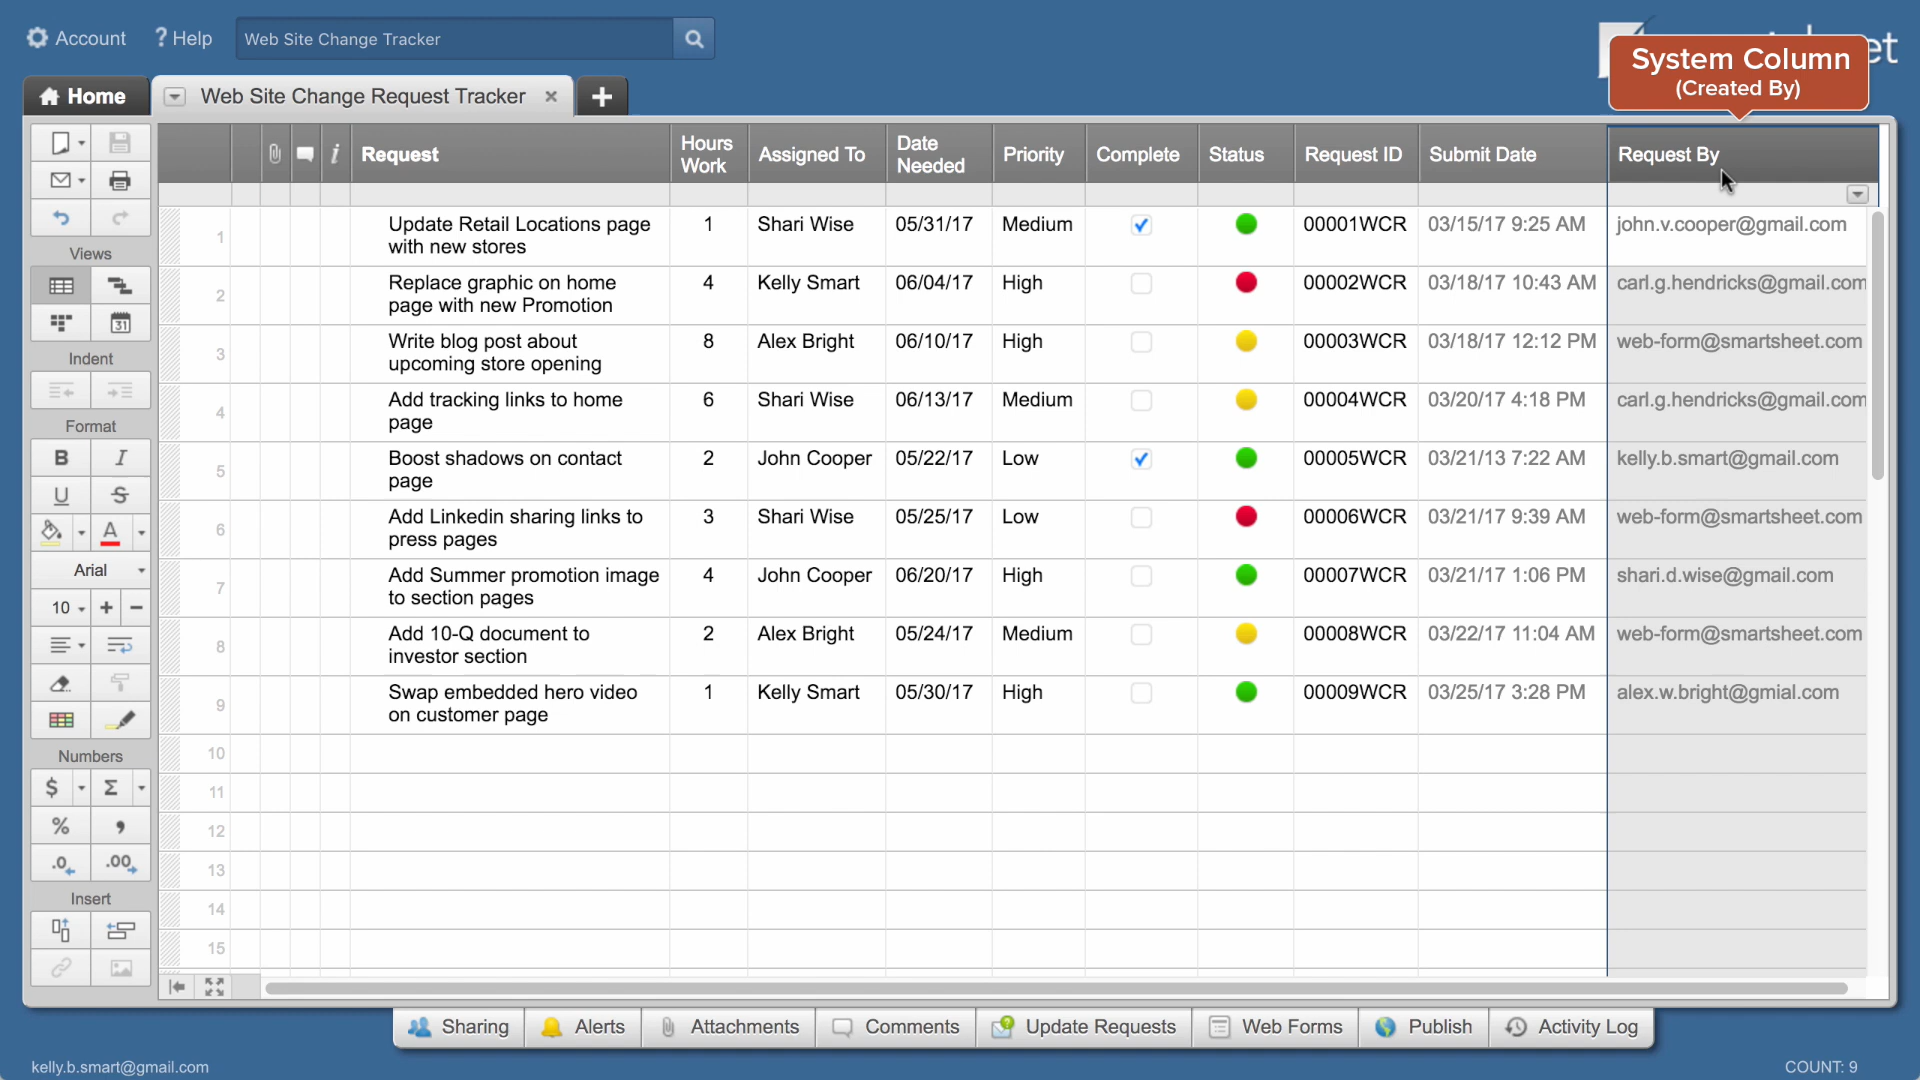 Account ? Help Web Site Change Tracker
System Column
(Created By)
et
Home Web Site Change Request Tracker
Request Hours Work Assigned To Date Needed Priority Complete Status Request ID Submit Date Request By
1 Update Retail Locations page with new stores 1 Shari Wise 05/31/17 Medium 00001WCR 03/15/17 9:25 AM john.v.cooper@gmail.com
2 Replace graphic on home page with new Promotion 4 Kelly Smart 06/04/17 High 00002WCR 03/18/17 10:43 AM carl.g.hendricks@gmail.com
3 Write blog post about upcoming store opening 8 Alex Bright 06/10/17 High 00003WCR 03/18/17 12:12 PM web-form@smartsheet.com
4 Add tracking links to home page 6 Shari Wise 06/13/17 Medium 00004WCR 03/20/17 4:18 PM carl.g.hendricks@gmail.com
5 Boost shadows on contact page 2 John Cooper 05/22/17 Low 00005WCR 03/21/13 7:22 AM kelly.b.smart@gmail.com
6 Add Linkedin sharing links to press pages 3 Shari Wise 05/25/17 Low 00006WCR 03/21/17 9:39 AM web-form@smartsheet.com
7 Add Summer promotion image to section pages 4 John Cooper 06/20/17 High 00007WCR 03/21/17 1:06 PM shari.d.wise@gmail.com
8 Add 10-Q document to investor section 2 Alex Bright 05/24/17 Medium 00008WCR 03/22/17 11:04 AM web-form@smartsheet.com
9 Swap embedded hero video on customer page 1 Kelly Smart 05/30/17 High 00009WCR 03/25/17 3:28 PM alex.w.bright@gmial.com
10
11
12
13
14
15
Views
31
Indent
Format
B I
U S
A
Arial
10 + −
Numbers
$ Σ
% ,
.0 .00
Insert
Sharing Alerts Attachments Comments Update Requests Web Forms Publish Activity Log
kelly.b.smart@gmail.com COUNT: 9